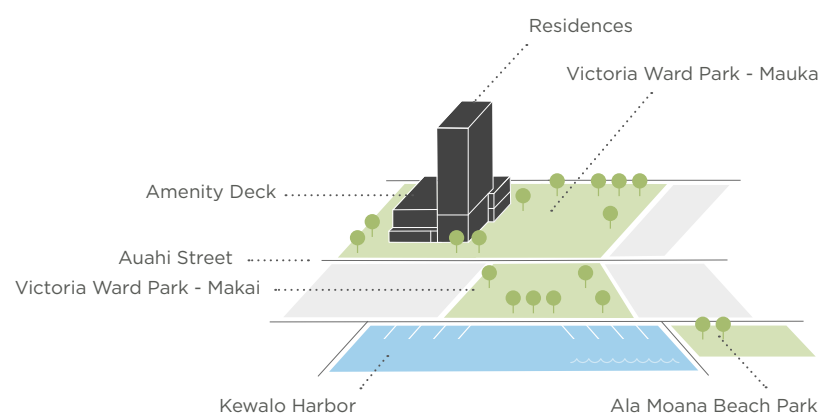 Residences
Victoria Ward Park - Mauka
Amenity Deck
Auahi Street
Victoria Ward Park - Makai
Kewalo Harbor
Ala Moana Beach Park